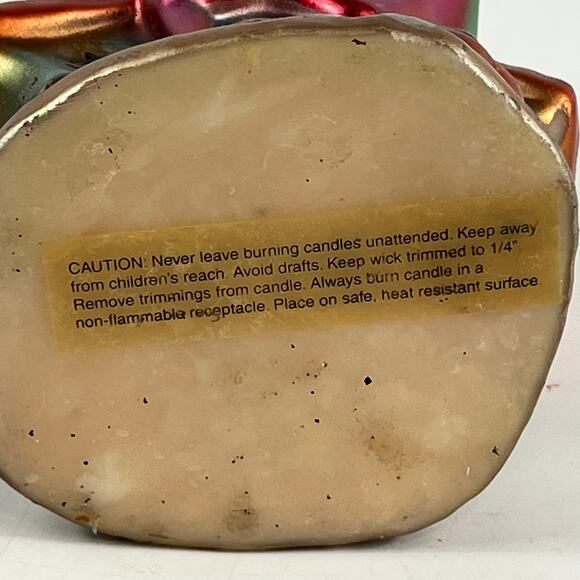 CAUTION: Never leave burning candles unattended. Keep away
from children's reach. Avoid drafts. Keep wick trimmed to 1/4".
Remove trimmings from candle. Always burn candle in a
non-flammable receptacle. Place on safe, heat resistant surface.